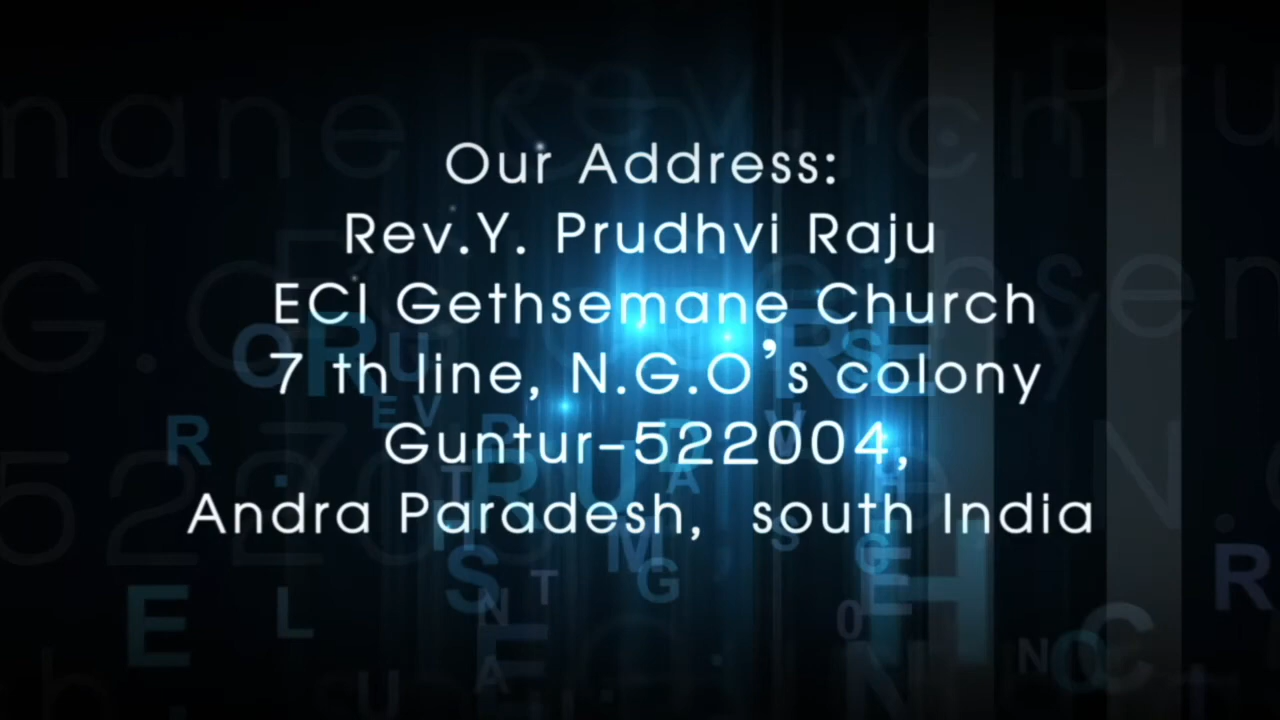 Our Address:
Rev.Y. Prudhvi Raju
ECI Gethsemane Church
7 th line, N.G.O's colony
Guntur-522004,
Andra Paradesh, south India